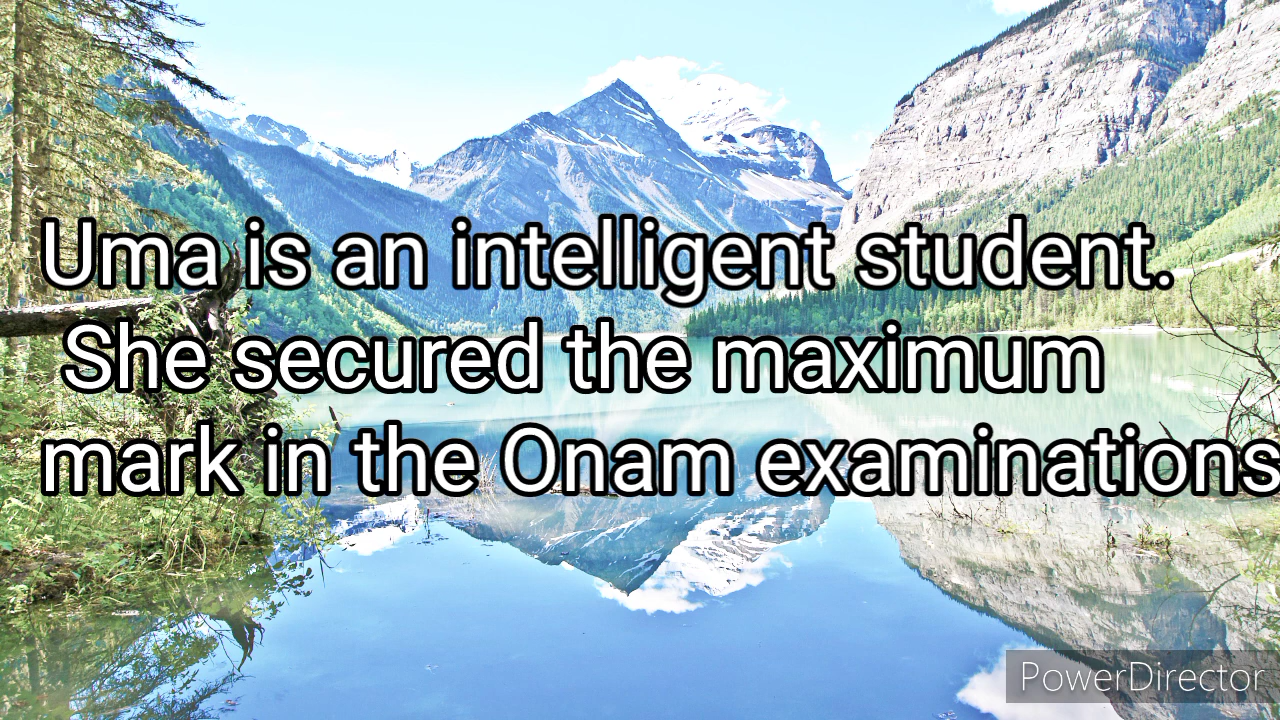 Uma is an intelligent student.
She secured the maximum
mark in the Onam examinations
PowerDirector